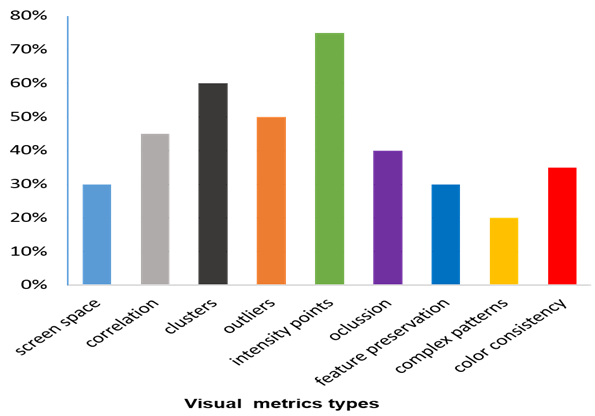 80%
70%
60%
50%
40%
30%
20%
10%
0%
screen space
correlation
clusters
outliers
intensity points
oclussion
feature preservation
complex patterns
color consistency
Visual metrics types